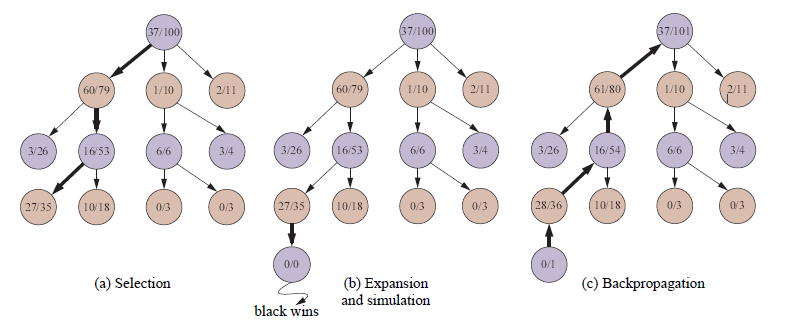 37/100
60/79 1/10 2/11
3/26 16/53 6/6 3/4
27/35 10/18 0/3 0/3
(a) Selection
37/100
60/79 1/10 2/11
3/26 16/53 6/6 3/4
27/35 10/18 0/3 0/3
0/0
black wins
(b) Expansion
and simulation
37/101
61/80 1/10 2/11
3/26 16/54 6/6 3/4
28/36 10/18 0/3 0/3
0/1
(c) Backpropagation